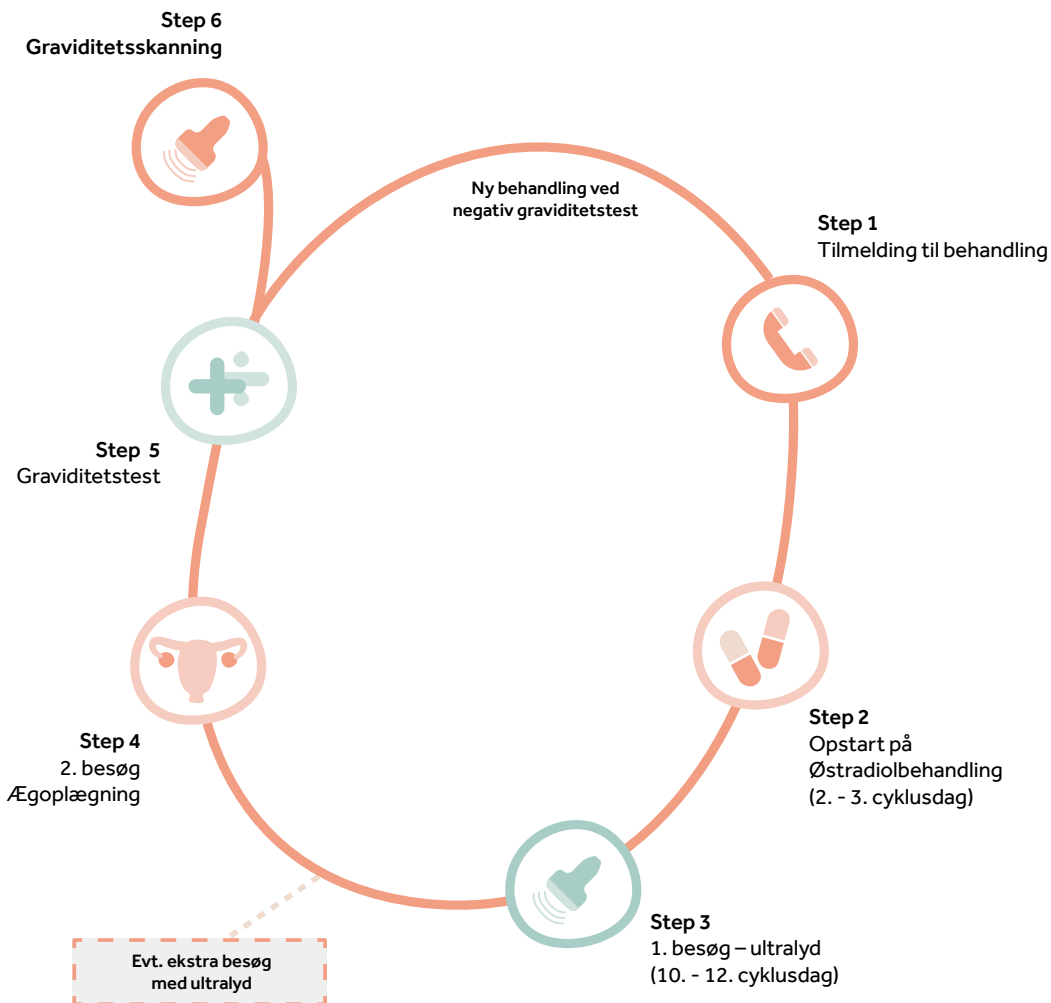 Step 6
Graviditetsskanning
Ny behandling ved
negativ graviditetstest
Step 1
Tilmelding til behandling
Step 5
Graviditetstest
Step 2
Opstart på
Østradiolbehandling
(2. - 3. cyklusdag)
Step 4
2. besøg
Ægoplægning
Step 3
1. besøg – ultralyd
(10. - 12. cyklusdag)
Evt. ekstra besøg
med ultralyd